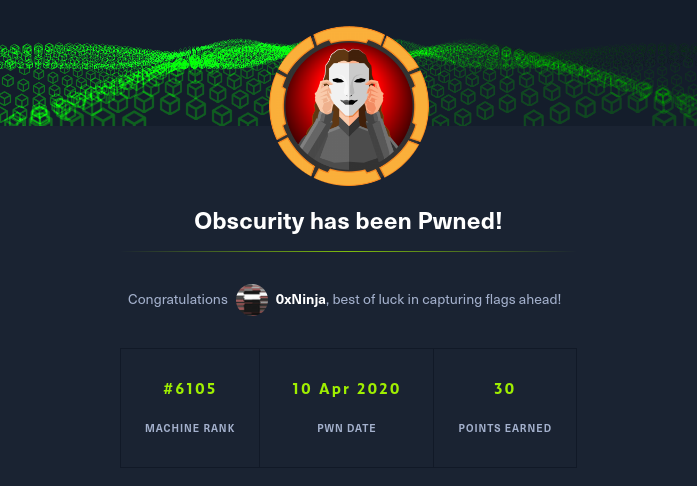 Obscurity has been Pwned!
Congratulations 0xNinja, best of luck in capturing flags ahead!
#6105 10 Apr 2020 30
MACHINE RANK PWN DATE POINTS EARNED